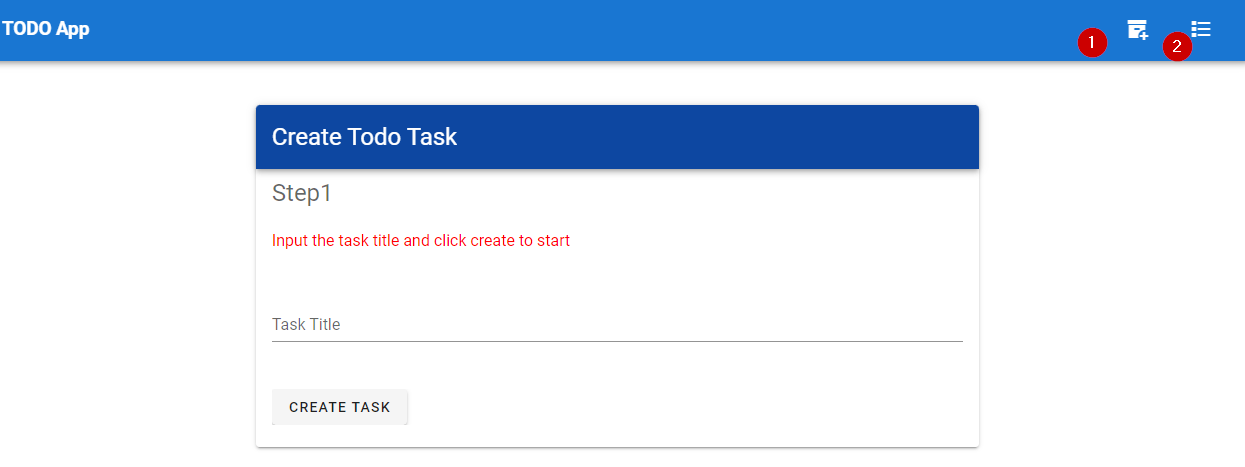 TODO App
1
2
Create Todo Task
Step1
Input the task title and click create to start
Task Title
CREATE TASK